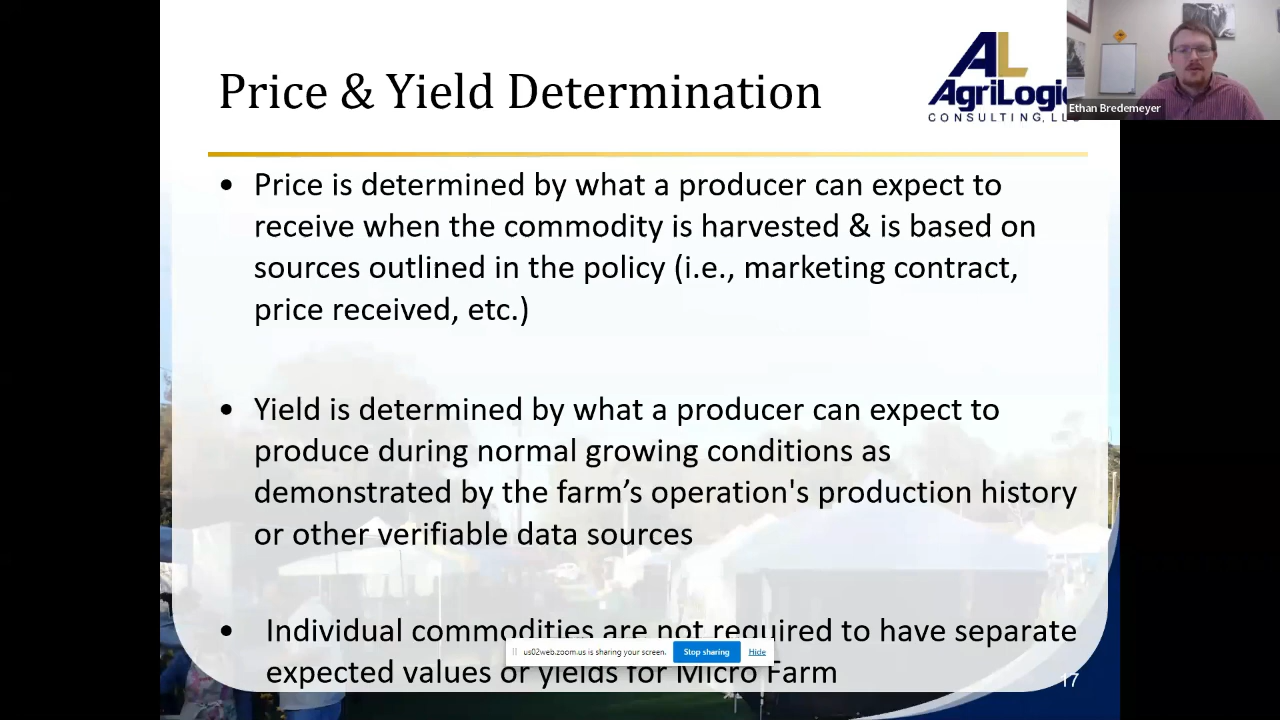 Price & Yield Determination
AL
AgriLogic
CONSULTING, LL
Ethan Bredemeyer
• Price is determined by what a producer can expect to
receive when the commodity is harvested & is based on
sources outlined in the policy (i.e., marketing contract,
price received, etc.)
• Yield is determined by what a producer can expect to
produce during normal growing conditions as
demonstrated by the farm’s operation's production history
or other verifiable data sources
• Individual commodities are not required to have separate
expected values or yields for Micro Farm
us02web.zoom.us is sharing your screen.
Stop sharing
Hide
17